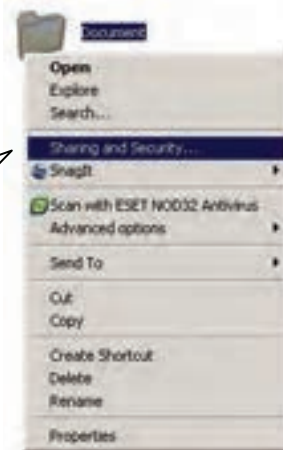 Document
Open
Explore
Search...
Sharing and Security...
SnagIt
Scan with ESET NOD32 Antivirus
Advanced options
Send To
Cut
Copy
Create Shortcut
Delete
Rename
Properties